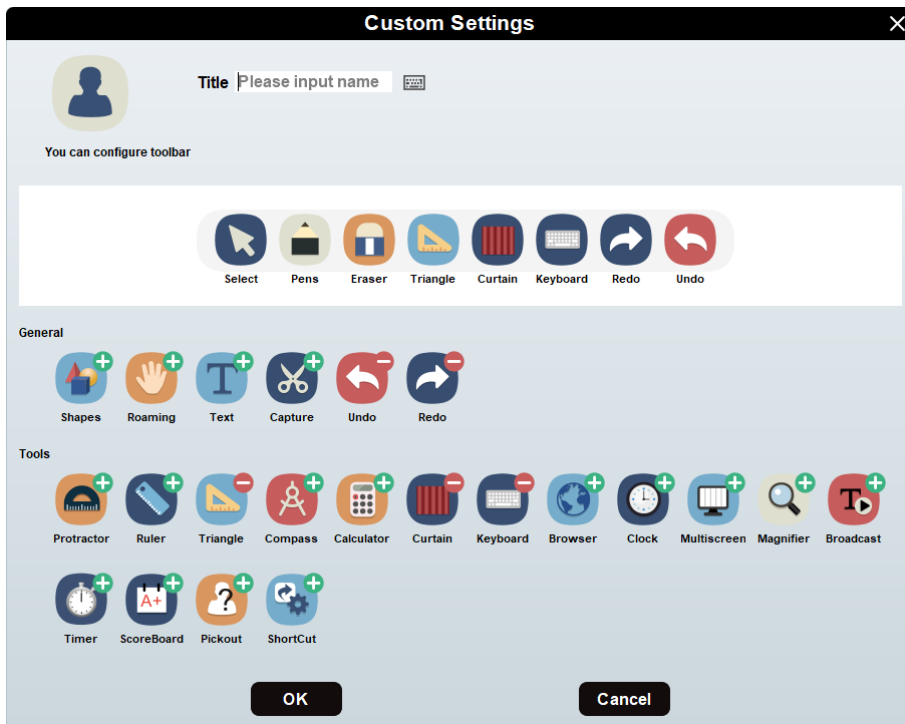 Custom Settings
Title Please input name
You can configure toolbar
Select Pens Eraser Triangle Curtain Keyboard Redo Undo
General
T
Shapes Roaming Text Capture Undo Redo
Tools
T
Protractor Ruler Triangle Compass Calculator Curtain Keyboard Browser Clock Multiscreen Magnifier Broadcast
A+ ?
Timer ScoreBoard Pickout ShortCut
OK Cancel